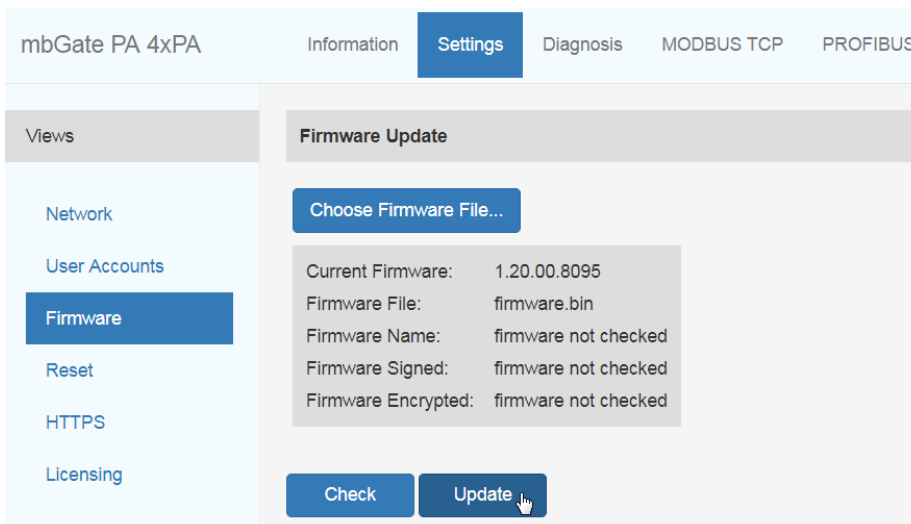 mbGate PA 4xPA Information Settings Diagnosis MODBUS TCP PROFIBUS
Views
Network
User Accounts
Firmware
Reset
HTTPS
Licensing
Firmware Update
Choose Firmware File...
Current Firmware: 1.20.00.8095
Firmware File: firmware.bin
Firmware Name: firmware not checked
Firmware Signed: firmware not checked
Firmware Encrypted: firmware not checked
Check Update